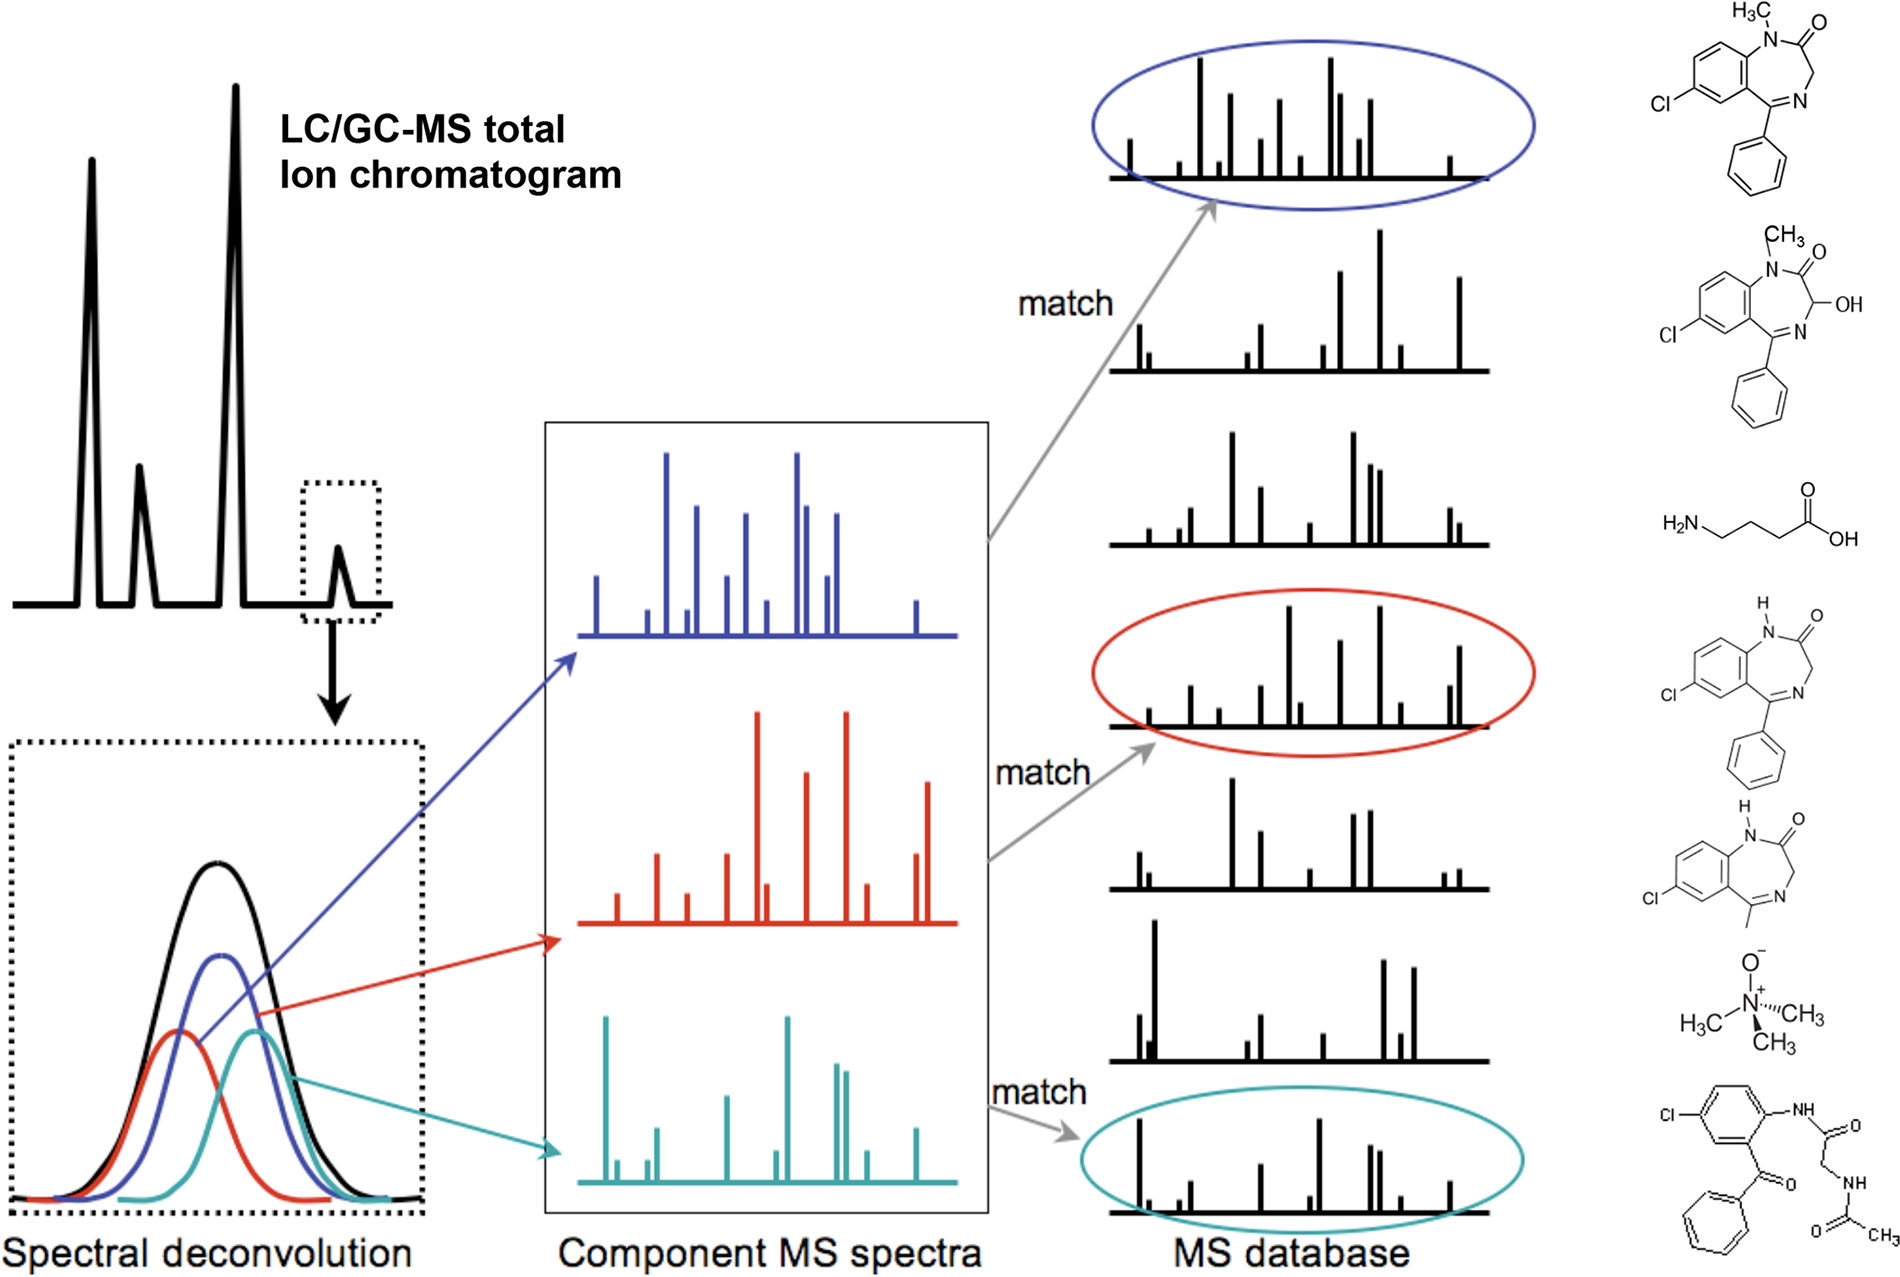 LC/GC-MS total
Ion chromatogram
match
match
match
Spectral deconvolution
Component MS spectra
MS database
H₃C
N
O
Cl
N
CH₃
N
O
OH
Cl
N
O
H₂N
OH
H
N
O
Cl
N
H
N
O
Cl
N
O⁻
N⁺
H₃C
CH₃
CH₃
Cl
NH
O
O
NH
O
CH₃